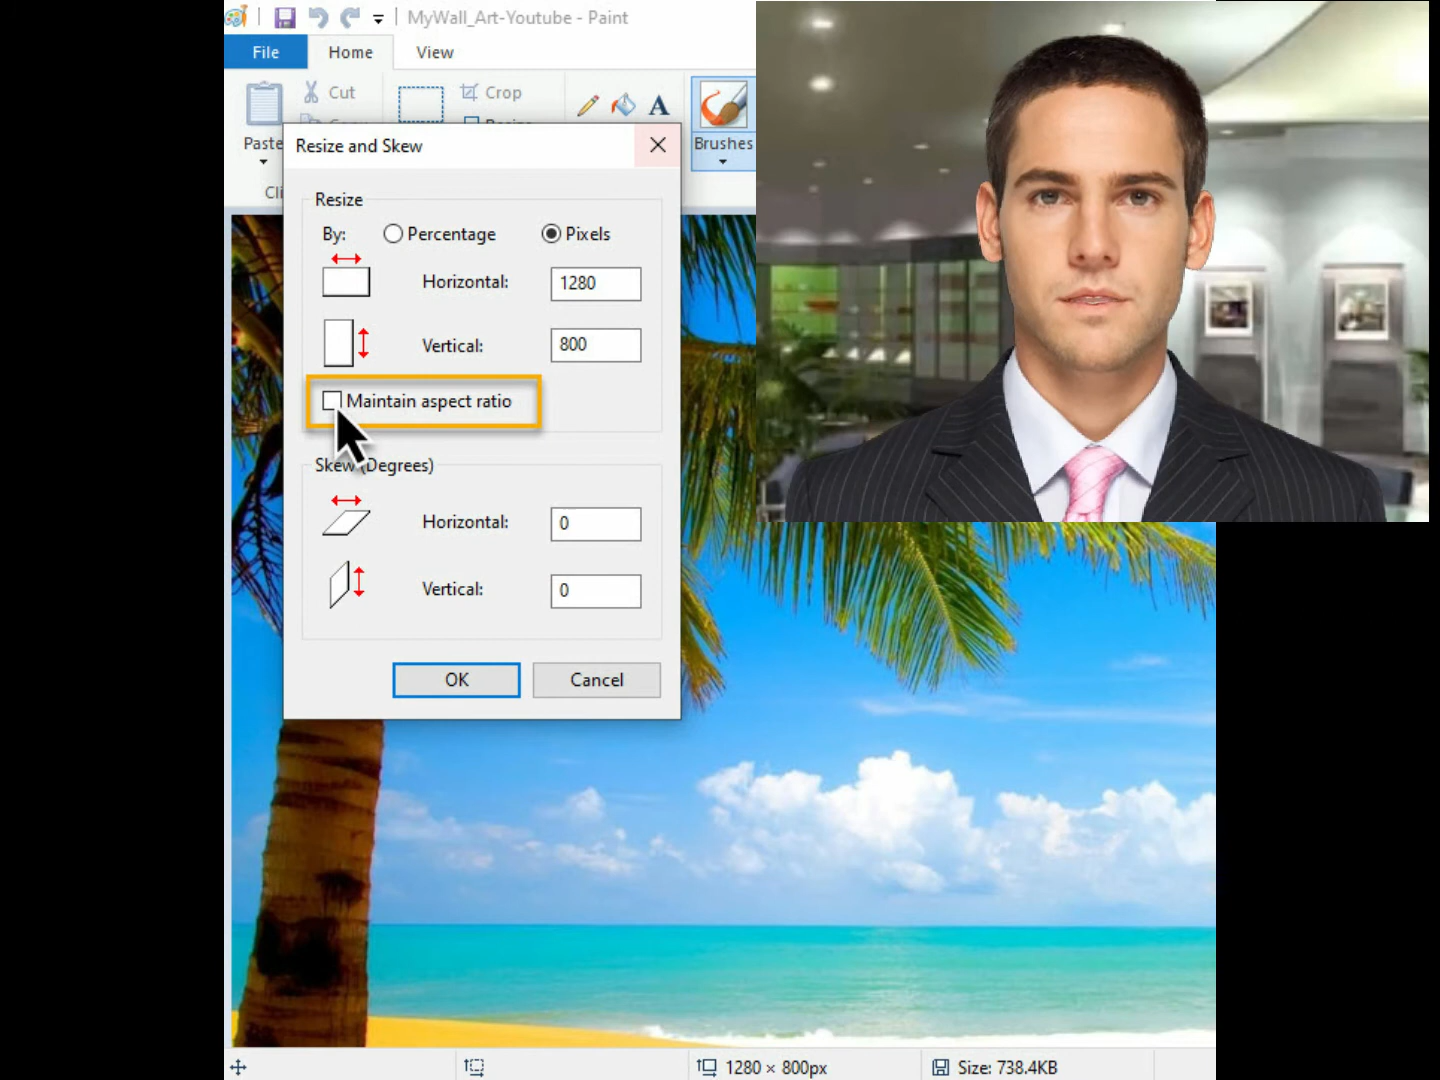 MyWall_Art-Youtube - Paint
File Home View
Cut
Crop
Paste
Brushes
Resize and Skew
Resize
By: Percentage Pixels
Horizontal: 1280
Vertical: 800
Maintain aspect ratio
Skew (Degrees)
Horizontal: 0
Vertical: 0
OK Cancel
1280 × 800px Size: 738.4KB